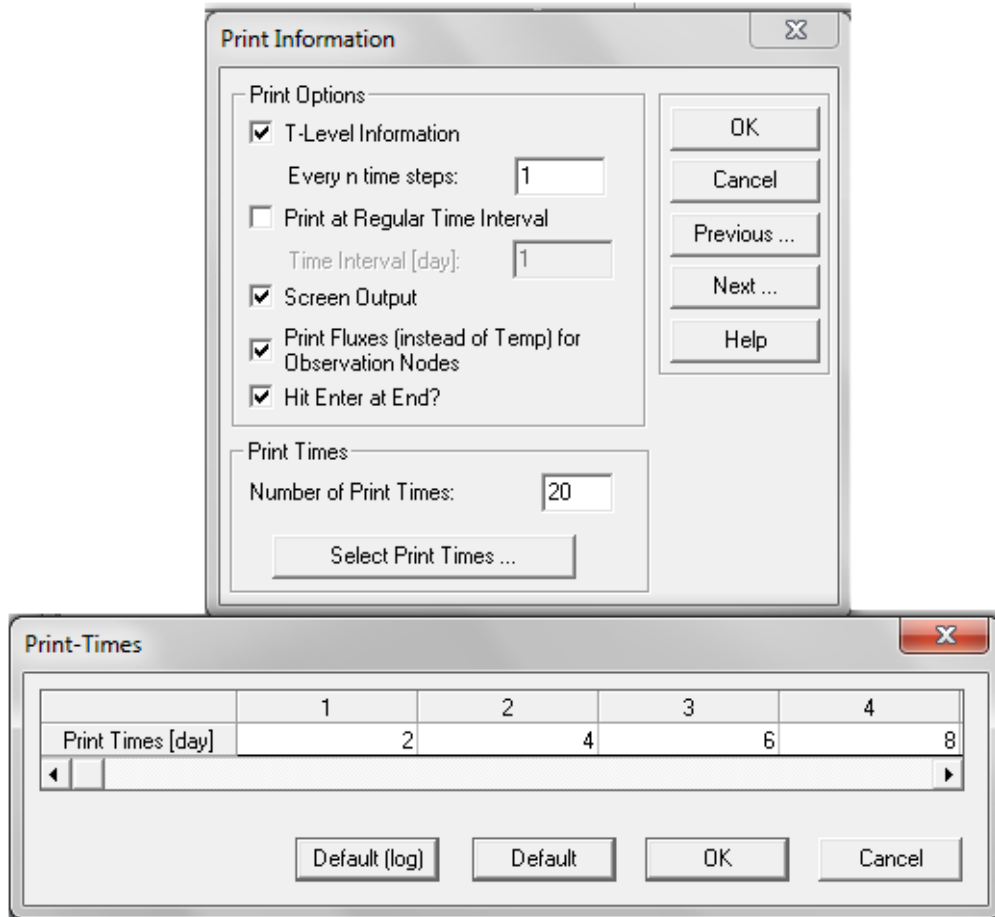 Print Information
Print Options
T-Level Information
Every n time steps: 1
Print at Regular Time Interval
Time Interval [day]: 1
Screen Output
Print Fluxes (instead of Temp) for
Observation Nodes
Hit Enter at End?
OK
Cancel
Previous ...
Next ...
Help
Print Times
Number of Print Times: 20
Select Print Times ...
Print-Times
1 2 3 4
Print Times [day] 2 4 6 8
Default (log) Default OK Cancel